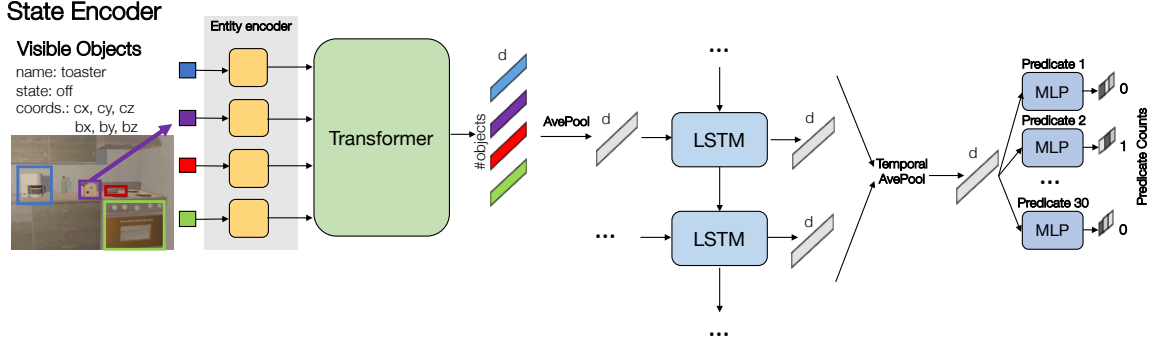 State Encoder
Visible Objects
name: toaster
state: off
coords.: cx, cy, cz
bx, by, bz
Entity encoder
Transformer
#objects
d
AvePool
d
...
LSTM
d
...
LSTM
d
...
Temporal
AvePool
d
Predicate 1
MLP
0
Predicate 2
MLP
1
...
Predicate 30
MLP
0
Predicate Counts